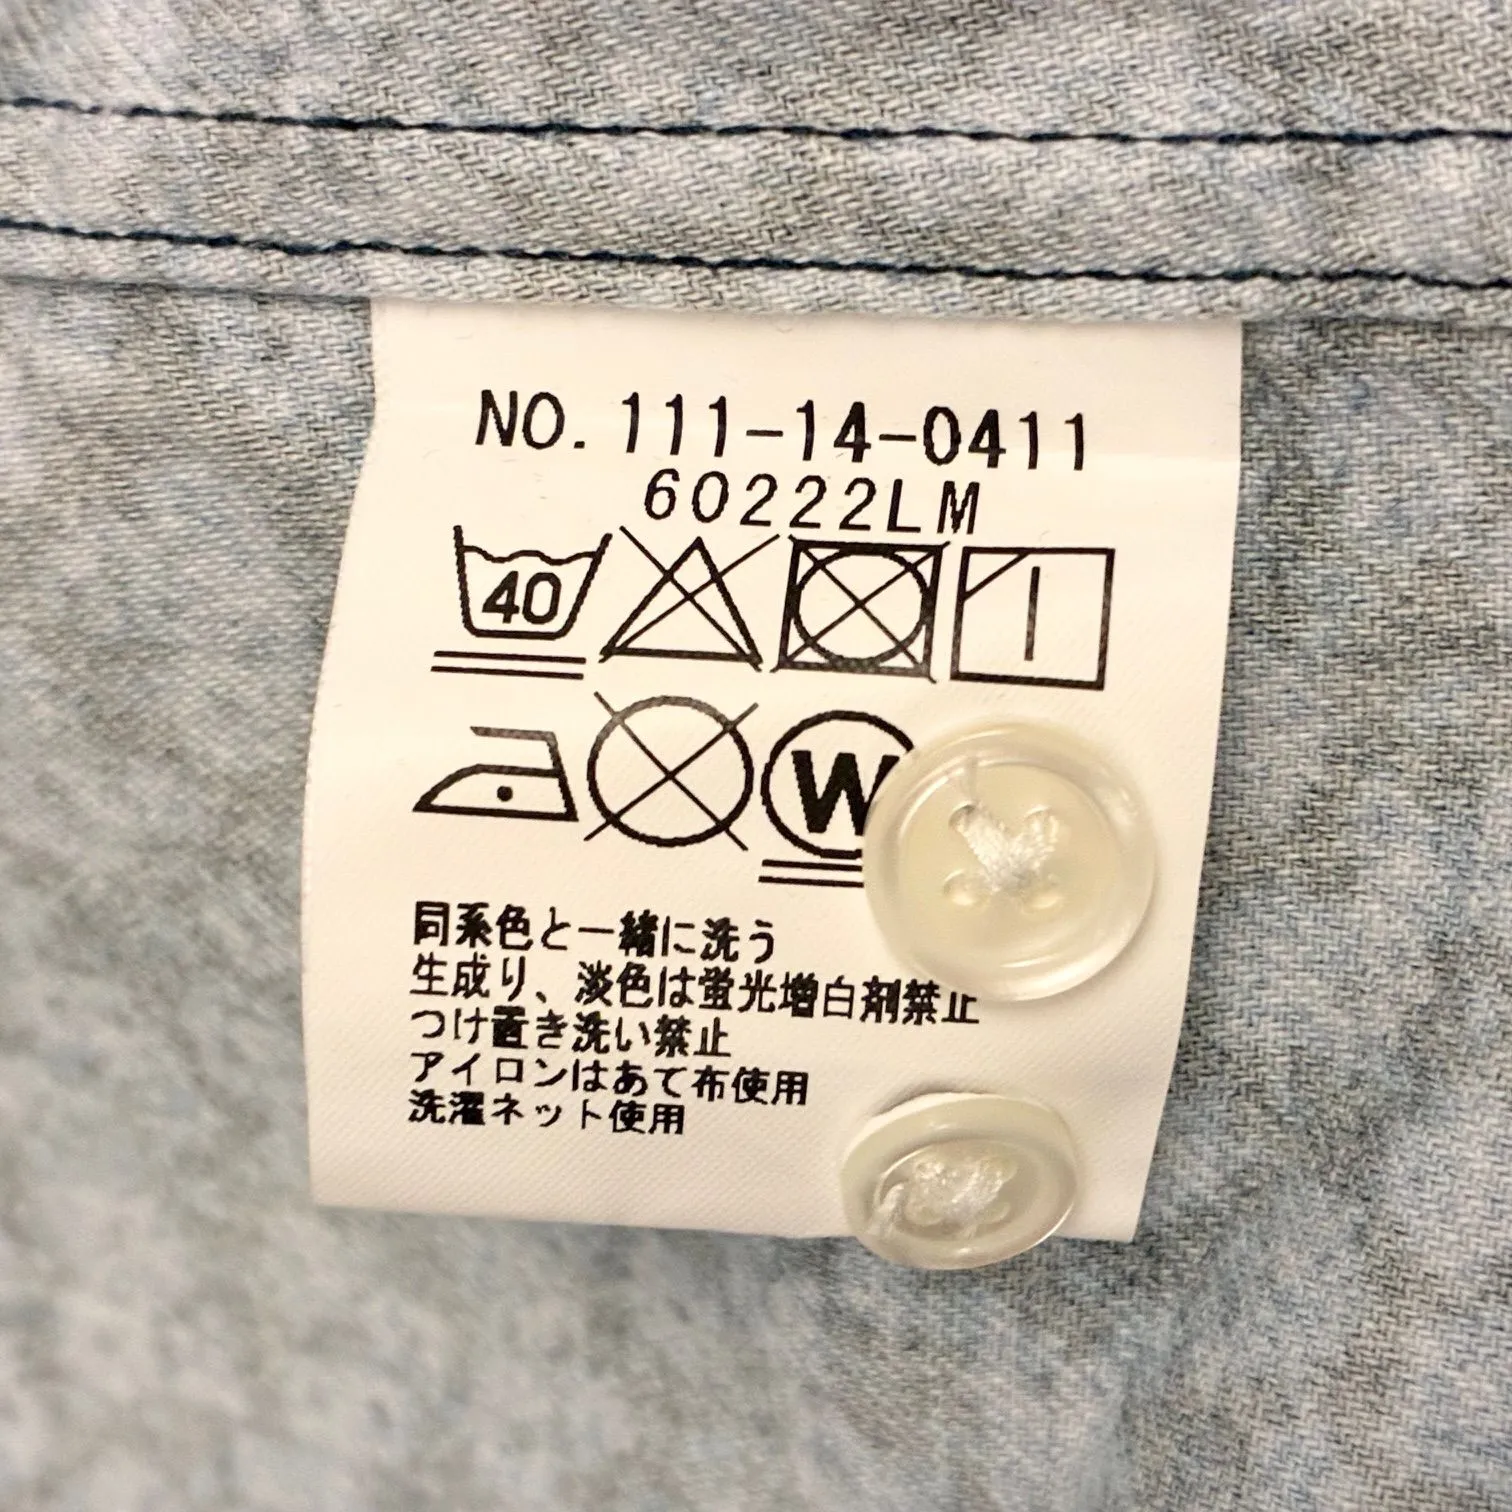 NO. 111-14-0411
60222LM
40
W
同系色と一緒に洗う
生成り、淡色は蛍光増白剤禁止
つけ置き洗い禁止
アイロンはあて布使用
洗濯ネット使用